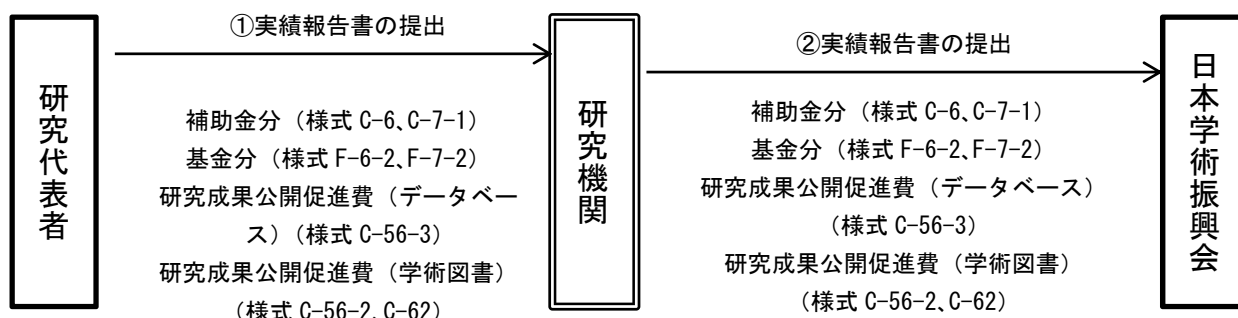 研究代表者
①実績報告書の提出
補助金分（様式 C-6、C-7-1）
基金分（様式 F-6-2、F-7-2）
研究成果公開促進費（データベー
ス）（様式 C-56-3）
研究成果公開促進費（学術図書）
（様式 C-56-2、C-62）
研究機関
②実績報告書の提出
補助金分（様式 C-6、C-7-1）
基金分（様式 F-6-2、F-7-2）
研究成果公開促進費（データベース）
（様式 C-56-3）
研究成果公開促進費（学術図書）
（様式 C-56-2、C-62）
日本学術振興会